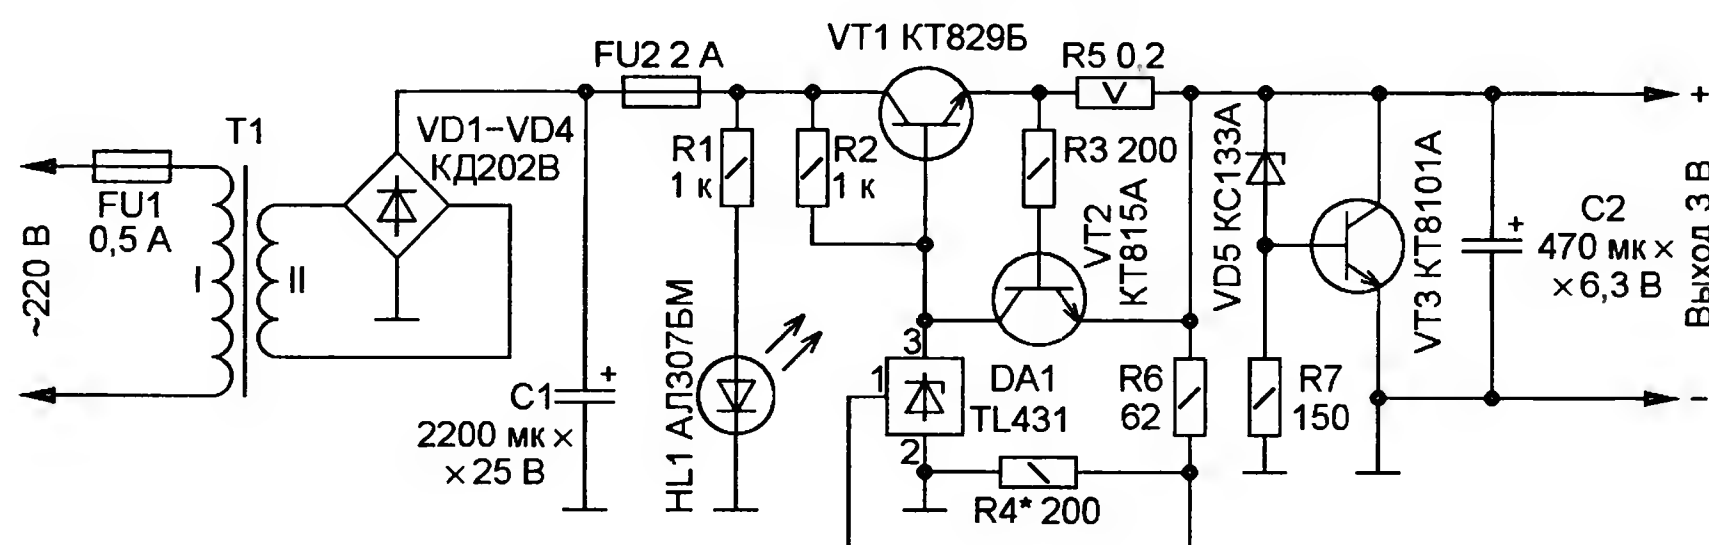 VT1 КТ829Б
FU2 2 А
R5 0,2
T1
VD1–VD4
КД202В
FU1
0,5 А
~220 В
I
II
R1
1 к
R2
1 к
R3 200
VT2
КТ815А
VD5 КС133А
VT3 КТ8101А
C2
470 мк ×
× 6,3 В
+
+
Выход 3 В
−
C1
+
2200 мк ×
× 25 В
HL1 АЛ307БМ
3
1
2
DA1
TL431
R6
62
R7
150
R4* 200